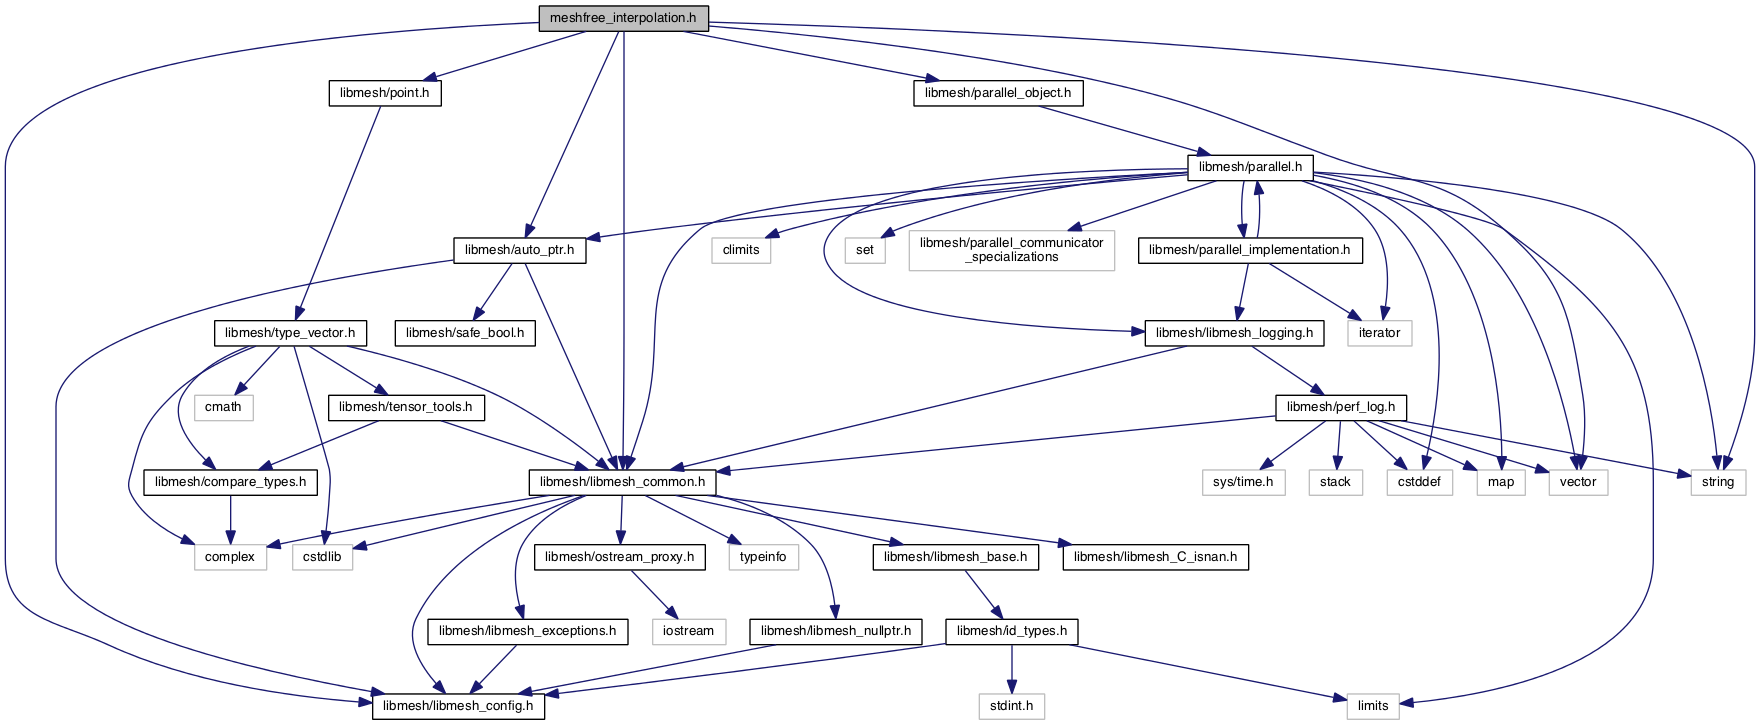 meshfree_interpolation.h
libmesh/point.h
libmesh/parallel_object.h
libmesh/parallel.h
libmesh/auto_ptr.h
climits
set
libmesh/parallel_communicator
_specializations
libmesh/parallel_implementation.h
libmesh/type_vector.h
libmesh/safe_bool.h
libmesh/libmesh_logging.h
iterator
cmath
libmesh/tensor_tools.h
libmesh/perf_log.h
libmesh/compare_types.h
libmesh/libmesh_common.h
sys/time.h
stack
cstddef
map
vector
string
complex
cstdlib
libmesh/ostream_proxy.h
typeinfo
libmesh/libmesh_base.h
libmesh/libmesh_C_isnan.h
libmesh/libmesh_exceptions.h
iostream
libmesh/libmesh_nullptr.h
libmesh/id_types.h
libmesh/libmesh_config.h
stdint.h
limits